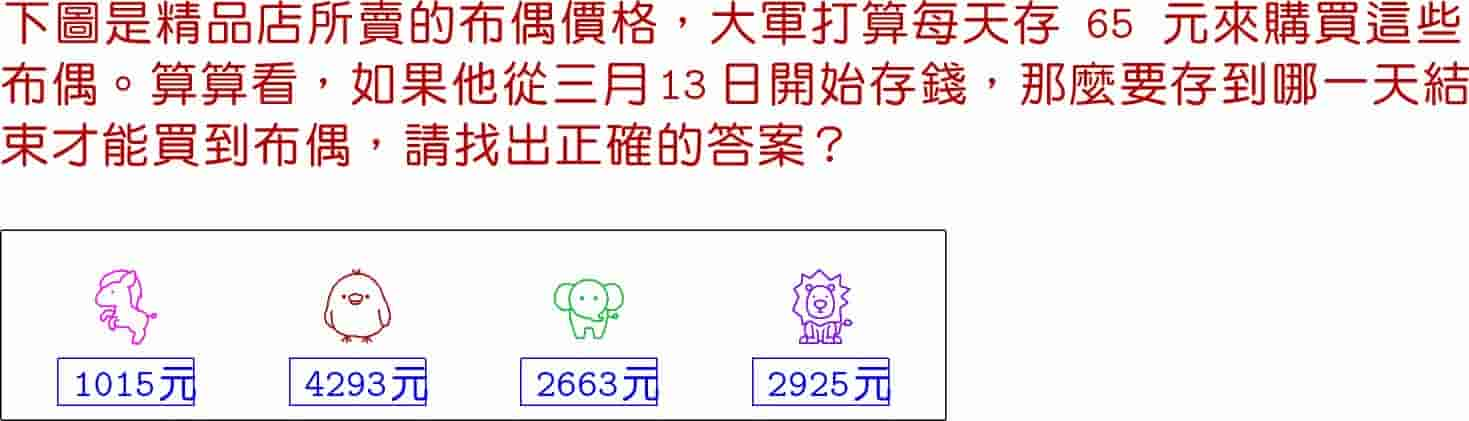 下圖是精品店所賣的布偶價格，大軍打算每天存 65 元來購買這些
布偶。算算看，如果他從三月13日開始存錢，那麼要存到哪一天結
束才能買到布偶，請找出正確的答案？
1015元 4293元 2663元 2925元